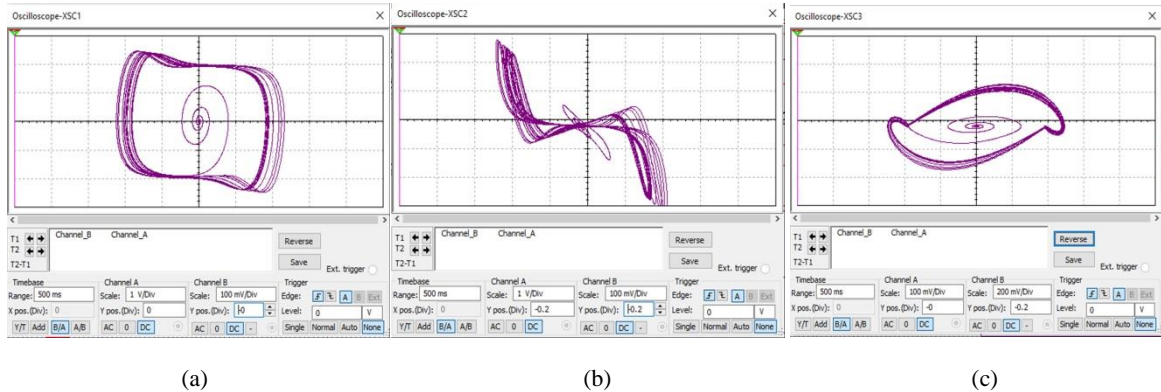 Oscilloscope-XSC1 ×
T1
T2
T2-T1
Channel_B Channel_A
Reverse
Save
Ext. trigger
Timebase
Range: 500 ms
X pos.(Div): 0
Y/T Add B/A A/B
Channel A
Scale: 1 V/Div
Y pos.(Div): 0
AC 0 DC
Channel B
Scale: 100 mV/Div
Y pos.(Div): -0
AC 0 DC -
Trigger
Edge: A B Ext
Level: 0 V
Single Normal Auto None
Oscilloscope-XSC2 ×
T1
T2
T2-T1
Channel_B Channel_A
Reverse
Save
Ext. trigger
Timebase
Range: 500 ms
X pos.(Div): 0
Y/T Add B/A A/B
Channel A
Scale: 1 V/Div
Y pos.(Div): -0.2
AC 0 DC
Channel B
Scale: 100 mV/Div
Y pos.(Div): -0.2
AC 0 DC -
Trigger
Edge: A B Ext
Level: 0 V
Single Normal Auto None
Oscilloscope-XSC3 ×
T1
T2
T2-T1
Channel_B Channel_A
Reverse
Save
Ext. trigger
Timebase
Range: 500 ms
X pos.(Div): 0
Y/T Add B/A A/B
Channel A
Scale: 1 V/Div
Y pos.(Div): -0
AC 0 DC
Channel B
Scale: 200 mV/Div
Y pos.(Div): -0.2
AC 0 DC -
Trigger
Edge: A B Ext
Level: 0 V
Single Normal Auto None
(a) (b) (c)